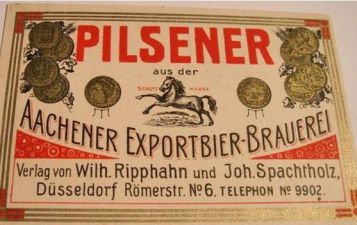 PILSENER
aus der
SCHUTZ MARKE
AACHENER EXPORTBIER-BRAUEREI
Verlag von Wilh. Ripphahn und Joh. Spachtholz,
Düsseldorf Römerstr. No 6. TELEPHON No 9902.